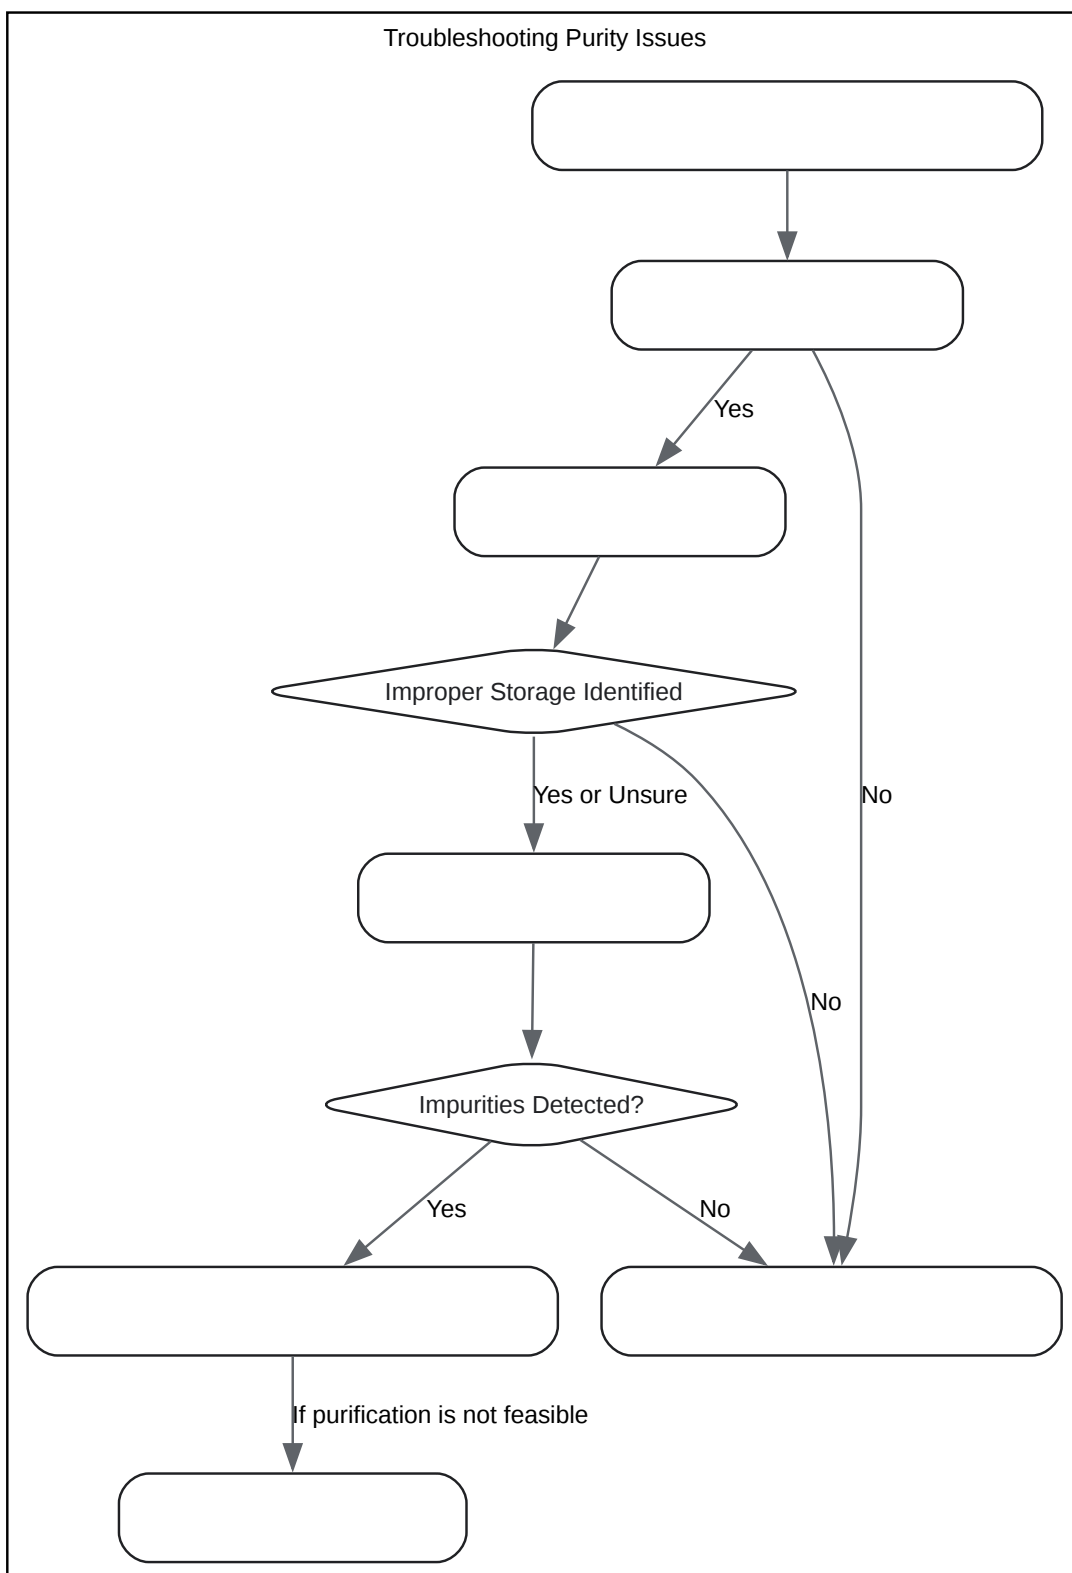 Troubleshooting Purity Issues
Yes
Improper Storage Identified
Yes or Unsure
No
No
Impurities Detected?
Yes
No
If purification is not feasible